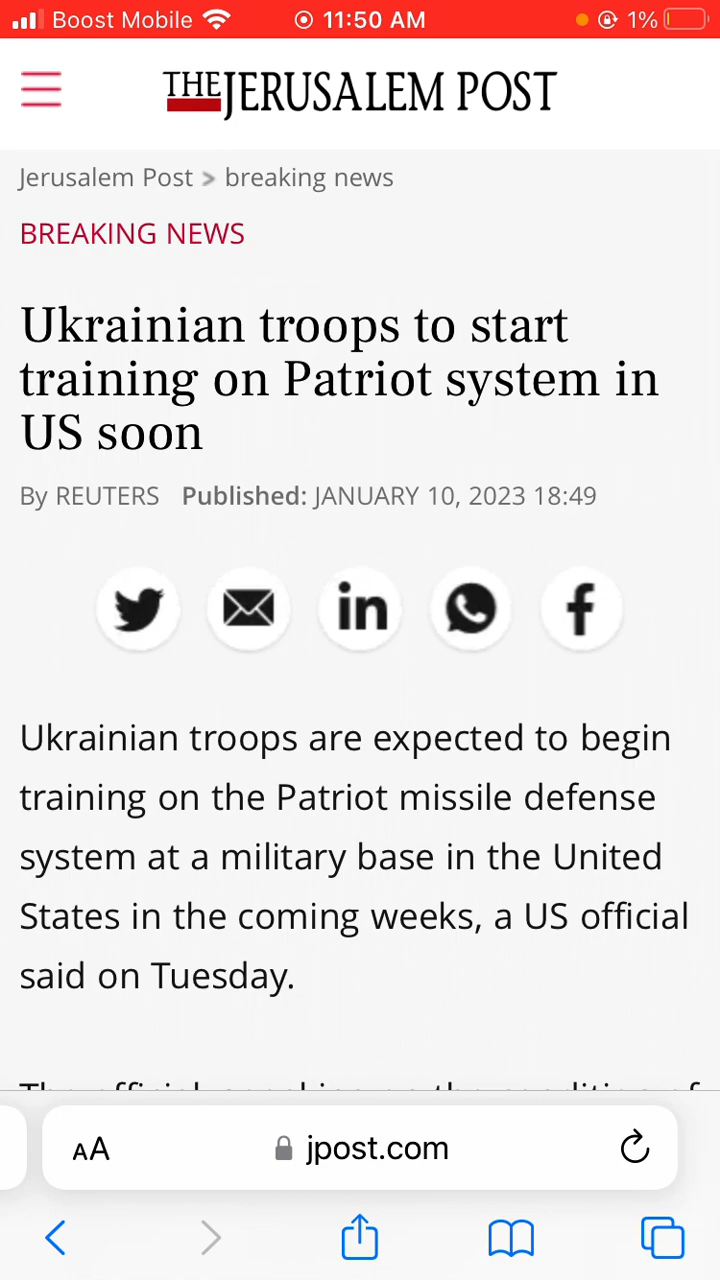 Boost Mobile 11:50 AM 1%
THE JERUSALEM POST
Jerusalem Post > breaking news
BREAKING NEWS
Ukrainian troops to start
training on Patriot system in
US soon
By REUTERS Published: JANUARY 10, 2023 18:49
Ukrainian troops are expected to begin
training on the Patriot missile defense
system at a military base in the United
States in the coming weeks, a US official
said on Tuesday.
AA jpost.com